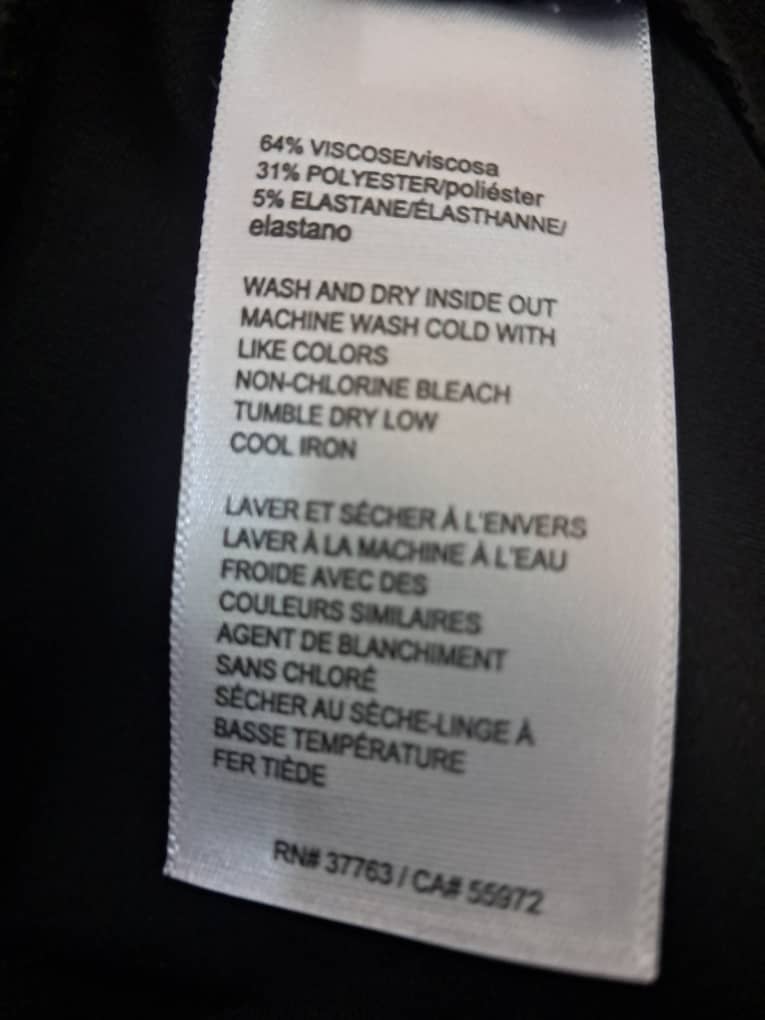 64% VISCOSE/viscosa
31% POLYESTER/poliéster
5% ELASTANE/ÉLASTHANNE/
elastano
WASH AND DRY INSIDE OUT
MACHINE WASH COLD WITH
LIKE COLORS
NON-CHLORINE BLEACH
TUMBLE DRY LOW
COOL IRON
LAVER ET SÉCHER À L'ENVERS
LAVER À LA MACHINE À L'EAU
FROIDE AVEC DES
COULEURS SIMILAIRES
AGENT DE BLANCHIMENT
SANS CHLORÉ
SÉCHER AU SÈCHE-LINGE À
BASSE TEMPÉRATURE
FER TIÈDE
RN# 37763 / CA# 55972